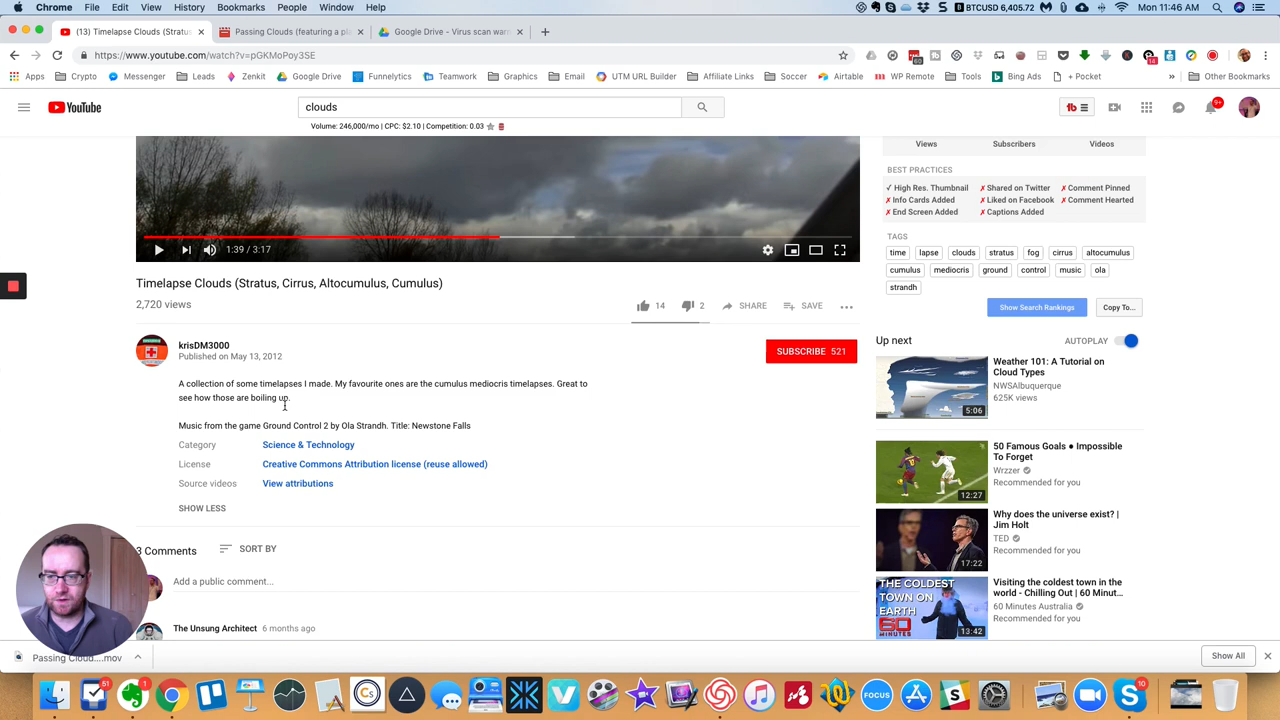 Chrome File Edit View History Bookmarks People Window Help
BTCUSD 6,405.72 Mon 11:46 AM
(13) Timelapse Clouds (Stratus
Passing Clouds (featuring a pl
Google Drive - Virus scan warn
https://www.youtube.com/watch?v=pGKMoPoy3SE
60
14
Apps Crypto Messenger Leads Zenkit Google Drive Funnelytics Teamwork Graphics Email UTM URL Builder Affiliate Links Soccer Airtable WP Remote Tools Bing Ads + Pocket » Other Bookmarks
YouTube
clouds
tb
9+
Volume: 246,000/mo | CPC: $2.10 | Competition: 0.03
Views Subscribers Videos
BEST PRACTICES
✓ High Res. Thumbnail ✗ Shared on Twitter ✗ Comment Pinned
✗ Info Cards Added ✗ Liked on Facebook ✗ Comment Hearted
✗ End Screen Added ✗ Captions Added
TAGS
time lapse clouds stratus fog cirrus altocumulus
cumulus mediocris ground control music ola
strandh
Show Search Rankings Copy To...
1:39 / 3:17
Timelapse Clouds (Stratus, Cirrus, Altocumulus, Cumulus)
2,720 views
14 2 SHARE SAVE
krisDM3000
Published on May 13, 2012
SUBSCRIBE 521
A collection of some timelapses I made. My favourite ones are the cumulus mediocris timelapses. Great to
see how those are boiling up.
Music from the game Ground Control 2 by Ola Strandh. Title: Newstone Falls
Category Science & Technology
License Creative Commons Attribution license (reuse allowed)
Source videos View attributions
SHOW LESS
3 Comments SORT BY
Add a public comment...
The Unsung Architect 6 months ago
Up next AUTOPLAY
Weather 101: A Tutorial on
Cloud Types
NWSAlbuquerque
625K views
5:06
50 Famous Goals ● Impossible
To Forget
Wrzzer
Recommended for you
12:27
Why does the universe exist? |
Jim Holt
TED
Recommended for you
17:22
THE COLDEST
TOWN ON
EARTH
60
MINUTES
13:42
Visiting the coldest town in the
world - Chilling Out | 60 Minut...
60 Minutes Australia
Recommended for you
Passing Cloud....mov
Show All
51
1
FOCUS
10